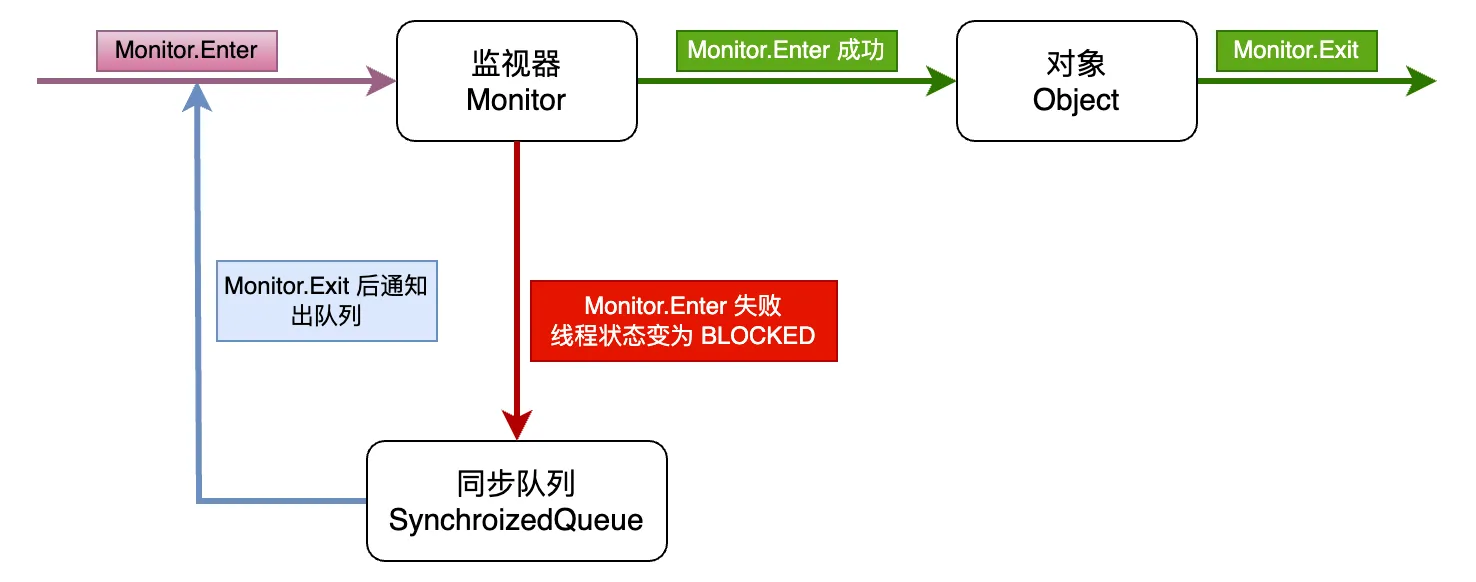 Monitor.Enter
监视器
Monitor
Monitor.Enter 成功
对象
Object
Monitor.Exit
Monitor.Exit 后通知
出队列
Monitor.Enter 失败
线程状态变为 BLOCKED
同步队列
SynchroizedQueue